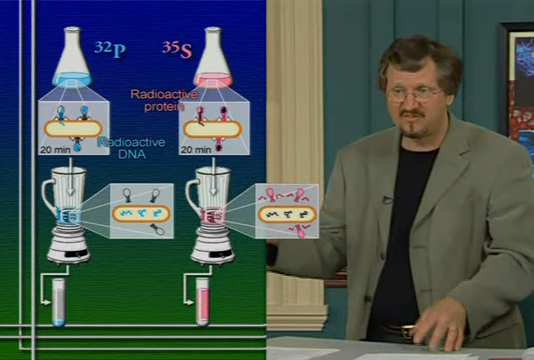 32P
35S
Radioactive
protein
20 min
Radioactive
DNA
20 min